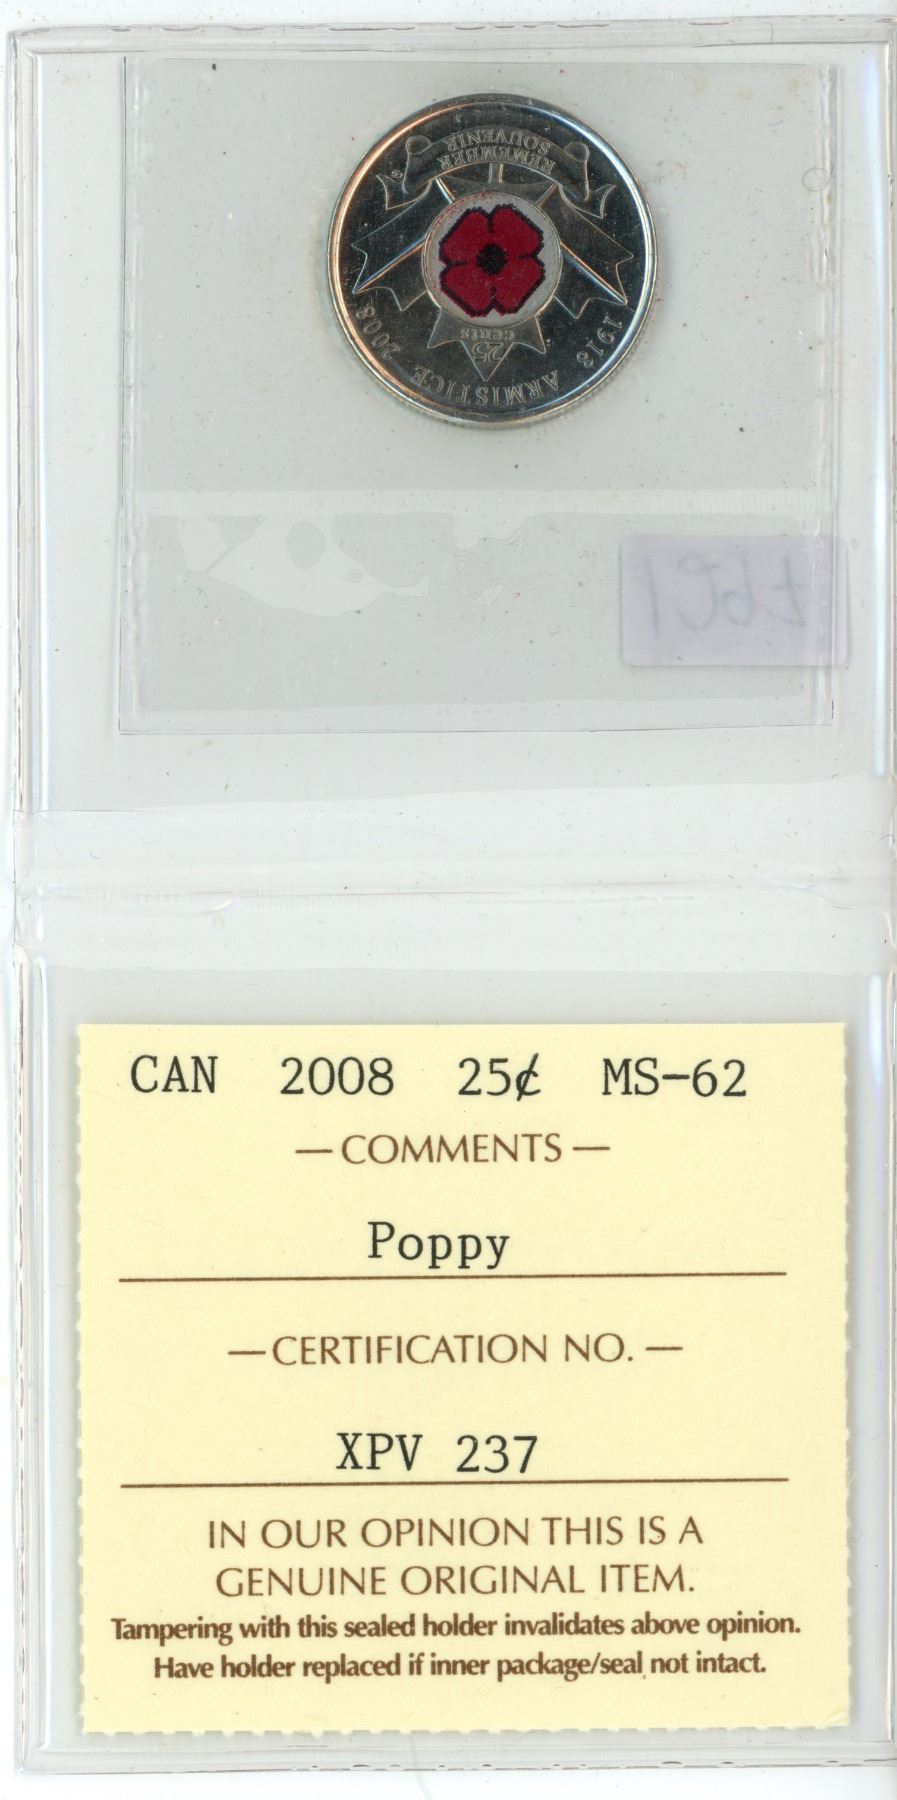 REMEMBER
SOUVENIR
25
CENTS
1918 ARMISTICE 2008
CAN 2008 25¢ MS-62
— COMMENTS —
Poppy
— CERTIFICATION NO. —
XPV 237
IN OUR OPINION THIS IS A
GENUINE ORIGINAL ITEM.
Tampering with this sealed holder invalidates above opinion.
Have holder replaced if inner package/seal not intact.